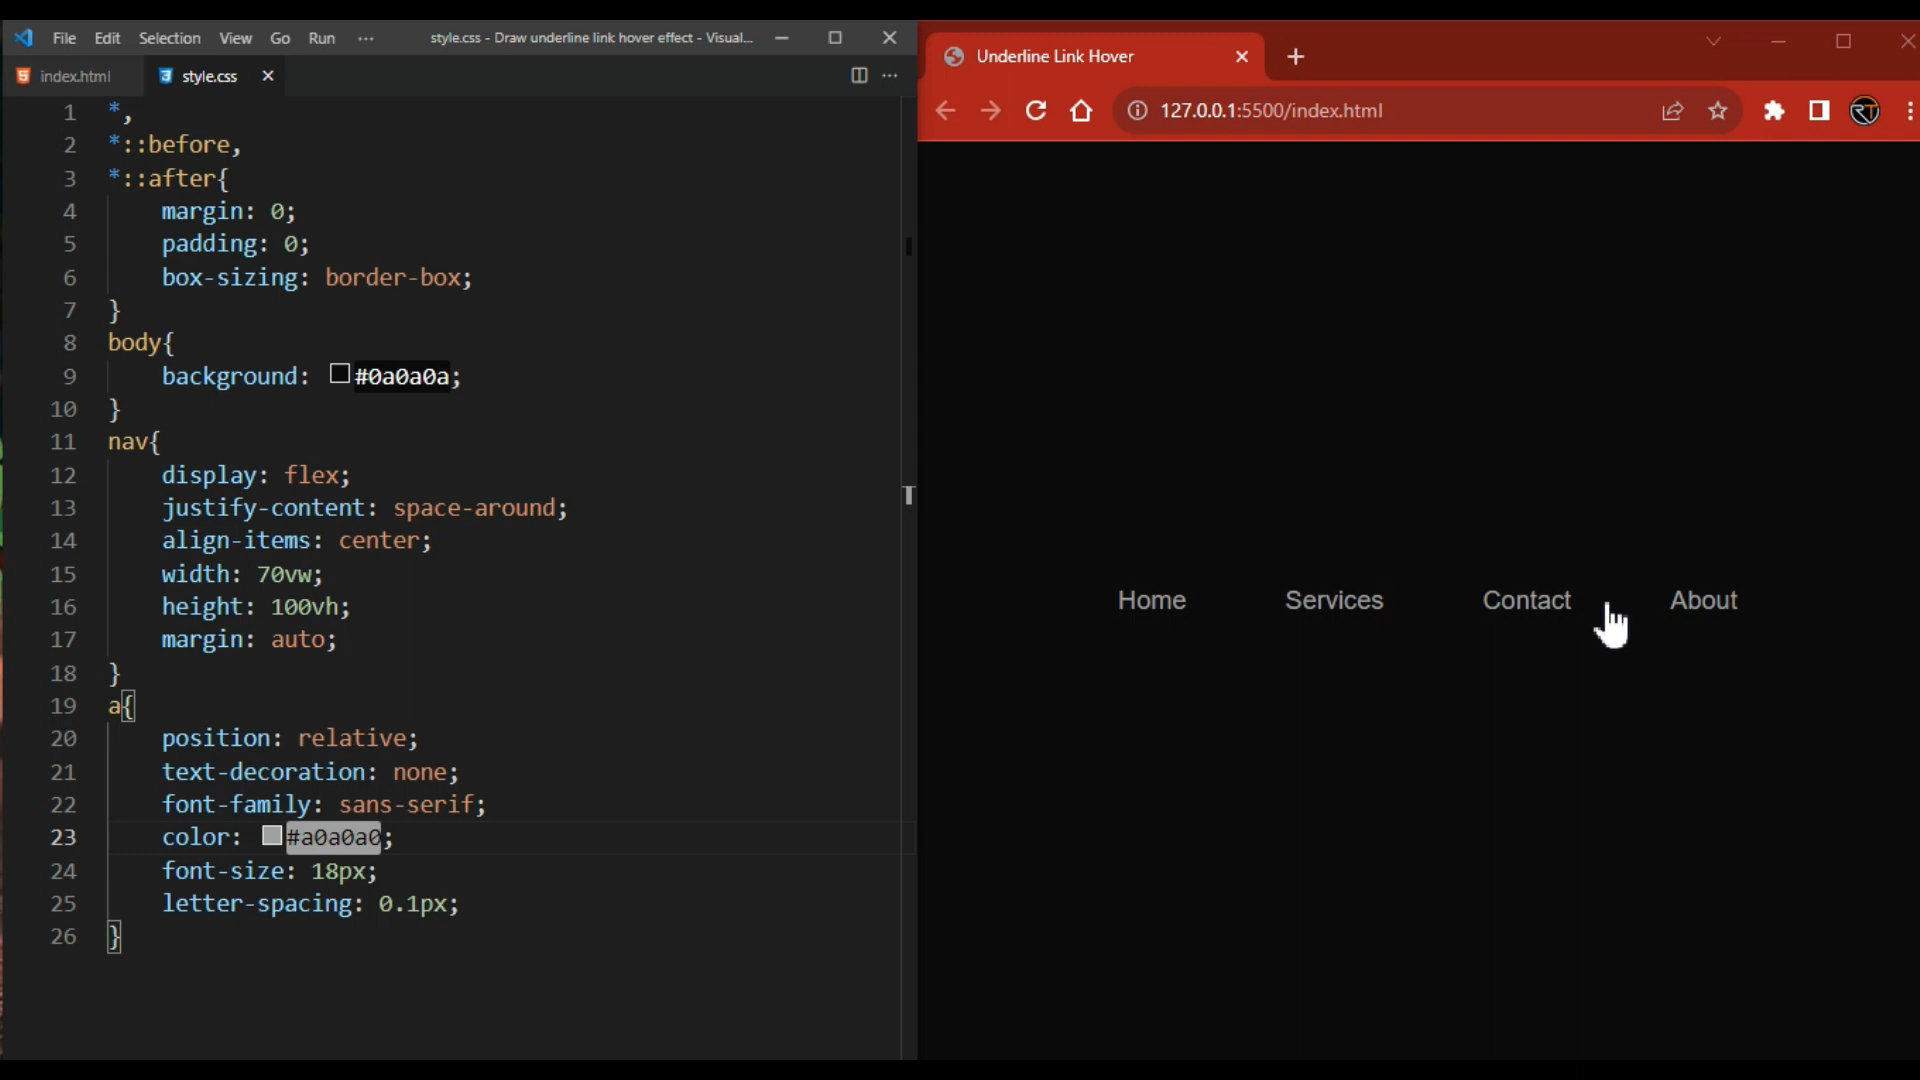 File Edit Selection View Go Run ··· style.css - Draw underline link hover effect - Visual...
index.html style.css
1 *,
2 *::before,
3 *::after{
4 margin: 0;
5 padding: 0;
6 box-sizing: border-box;
7 }
8 body{
9 background: #0a0a0a;
10 }
11 nav{
12 display: flex;
13 justify-content: space-around;
14 align-items: center;
15 width: 70vw;
16 height: 100vh;
17 margin: auto;
18 }
19 a{
20 position: relative;
21 text-decoration: none;
22 font-family: sans-serif;
23 color: #a0a0a0;
24 font-size: 18px;
25 letter-spacing: 0.1px;
26 }
Underline Link Hover
127.0.0.1:5500/index.html
RT
Home Services Contact About